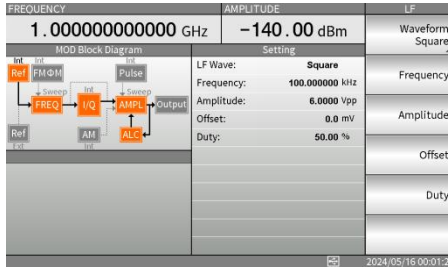 FREQUENCY AMPLITUDE LF
1.000000000000 GHz −140.00 dBm
Waveform
Square
MOD Block Diagram Setting
Int Int Int
Ref FMΦM Pulse
Sweep Int Sweep
FREQ I/Q AMPL Output
Ref AM ALC
Ext Int
LF Wave: Square
Frequency: 100.000000 kHz
Amplitude: 6.0000 Vpp
Offset: 0.0 mV
Duty: 50.00 %
Frequency
Amplitude
Offset
Duty
2024/05/16 00:01:2